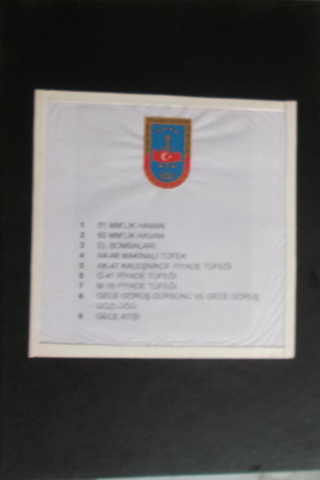 1 81 MM'LİK HAVAN
2 60 MM'LİK HAVAN
3 EL BOMBALARI
4 MAKİNALI TÜFEK
5 AK-47 KALEŞNİKOF PİYADE TÜFEĞİ
6 G-41 PİYADE TÜFEĞİ
7 M-16 PİYADE TÜFEĞİ
8 GECE GÖRÜŞ DÜRBÜNÜ VE GECE GÖRÜŞ
GÖZLÜĞÜ
9 GECE ATIŞI